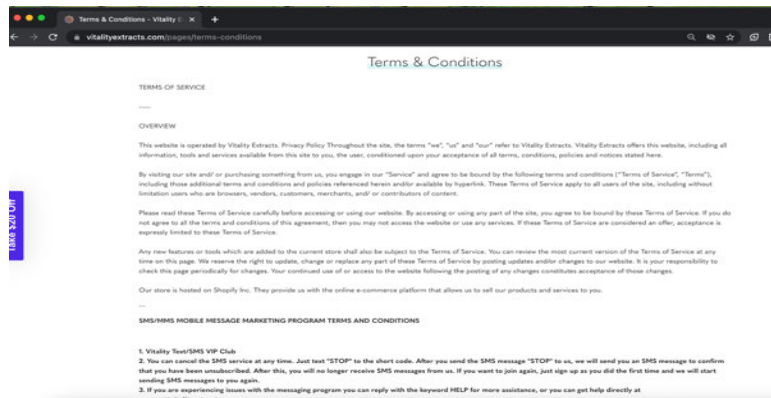 Terms & Conditions – Vitality E
vitalityextracts.com/pages/terms-conditions
Terms & Conditions
TERMS OF SERVICE
----
OVERVIEW
This website is operated by Vitality Extracts. Privacy Policy Throughout the site, the terms "we", "us" and "our" refer to Vitality Extracts. Vitality Extracts offers this website, including all
information, tools and services available from this site to you, the user, conditioned upon your acceptance of all terms, conditions, policies and notices stated here.
By visiting our site and/ or purchasing something from us, you engage in our "Service" and agree to be bound by the following terms and conditions ("Terms of Service", "Terms"),
including those additional terms and conditions and policies referenced herein and/or available by hyperlink. These Terms of Service apply to all users of the site, including without
limitation users who are browsers, vendors, customers, merchants, and/ or contributors of content.
Take $20 Off
Please read these Terms of Service carefully before accessing or using our website. By accessing or using any part of the site, you agree to be bound by these Terms of Service. If you do
not agree to all the terms and conditions of this agreement, then you may not access the website or use any services. If these Terms of Service are considered an offer, acceptance is
expressly limited to these Terms of Service.
Any new features or tools which are added to the current store shall also be subject to the Terms of Service. You can review the most current version of the Terms of Service at any
time on this page. We reserve the right to update, change or replace any part of these Terms of Service by posting updates and/or changes to our website. It is your responsibility to
check this page periodically for changes. Your continued use of or access to the website following the posting of any changes constitutes acceptance of those changes.
Our store is hosted on Shopify Inc. They provide us with the online e-commerce platform that allows us to sell our products and services to you.
--
SMS/MMS MOBILE MESSAGE MARKETING PROGRAM TERMS AND CONDITIONS
1. Vitality Text/SMS VIP Club
2. You can cancel the SMS service at any time. Just text "STOP" to the short code. After you send the SMS message "STOP" to us, we will send you an SMS message to confirm
that you have been unsubscribed. After this, you will no longer receive SMS messages from us. If you want to join again, just sign up as you did the first time and we will start
sending SMS messages to you again.
3. If you are experiencing issues with the messaging program you can reply with the keyword HELP for more assistance, or you can get help directly at